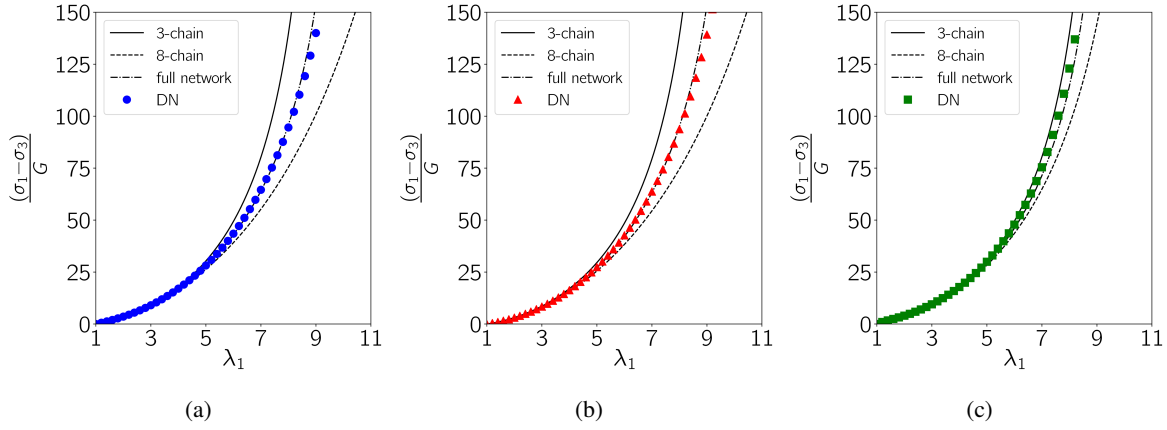 150
125
100
75
50
25
0
(σ₁−σ₃)
G
3-chain
8-chain
full network
DN
1 3 5 7 9 11
λ₁
(a)
150
125
100
75
50
25
0
(σ₁−σ₃)
G
3-chain
8-chain
full network
DN
1 3 5 7 9 11
λ₁
(b)
150
125
100
75
50
25
0
(σ₁−σ₃)
G
3-chain
8-chain
full network
DN
1 3 5 7 9 11
λ₁
(c)